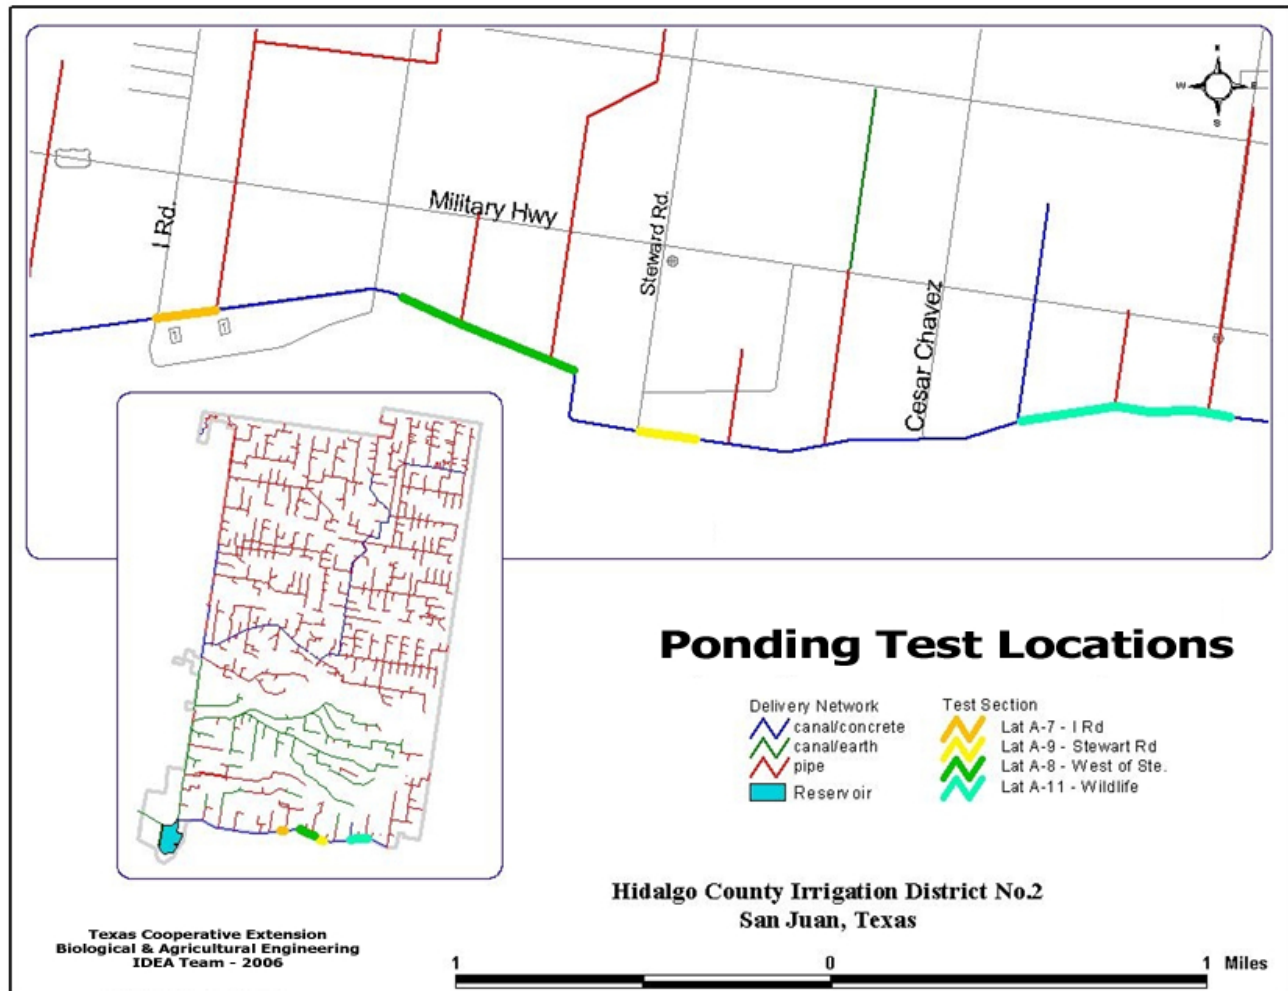 N
W E
S
Military Hwy
I Rd.
Steward Rd.
Cesar Chavez
Ponding Test Locations
Delivery Network
canal/concrete
canal/earth
pipe
Reservoir
Test Section
Lat A-7 - I Rd
Lat A-9 - Stewart Rd
Lat A-8 - West of Ste.
Lat A-11 - Wildlife
Hidalgo County Irrigation District No.2
San Juan, Texas
Texas Cooperative Extension
Biological & Agricultural Engineering
IDEA Team - 2006
1 0 1 Miles